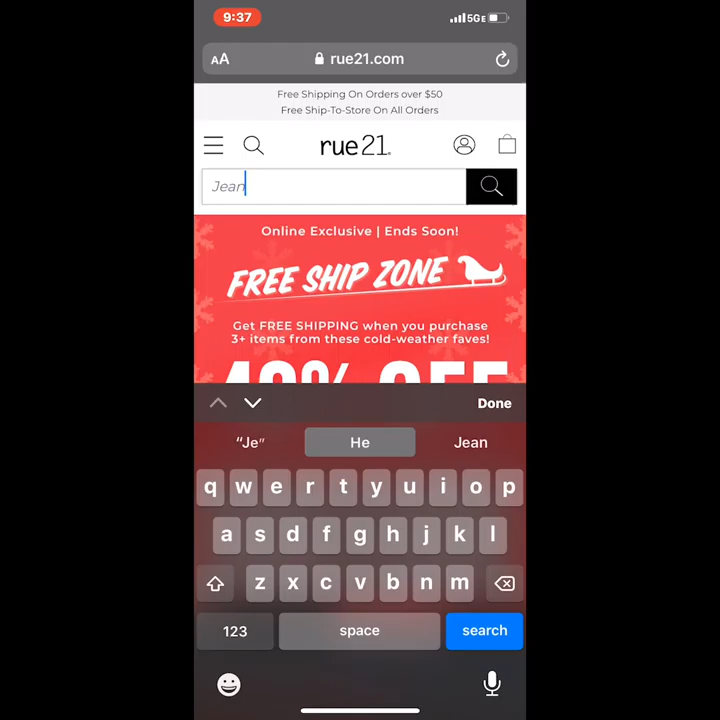 9:37
5GE
AA
rue21.com
Free Shipping On Orders over $50
Free Ship-To-Store On All Orders
rue21.
Jean
Online Exclusive | Ends Soon!
FREE SHIP ZONE
Get FREE SHIPPING when you purchase
3+ items from these cold-weather faves!
40% OFF
Done
"Je" He Jean
q w e r t y u i o p
a s d f g h j k l
z x c v b n m
123 space search